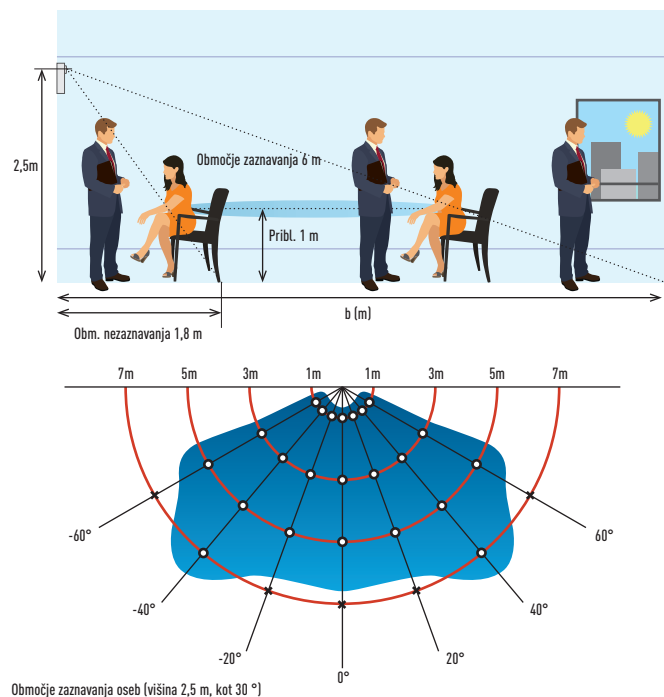 2,5m
Območje zaznavanja 6 m
Pribl. 1 m
b (m)
Obm. nezaznavanja 1,8 m
7m 5m 3m 1m 1m 3m 5m 7m
-60° 60°
-40° 40°
-20° 20°
0°
Območje zaznavanja oseb (višina 2,5 m, kot 30 °)